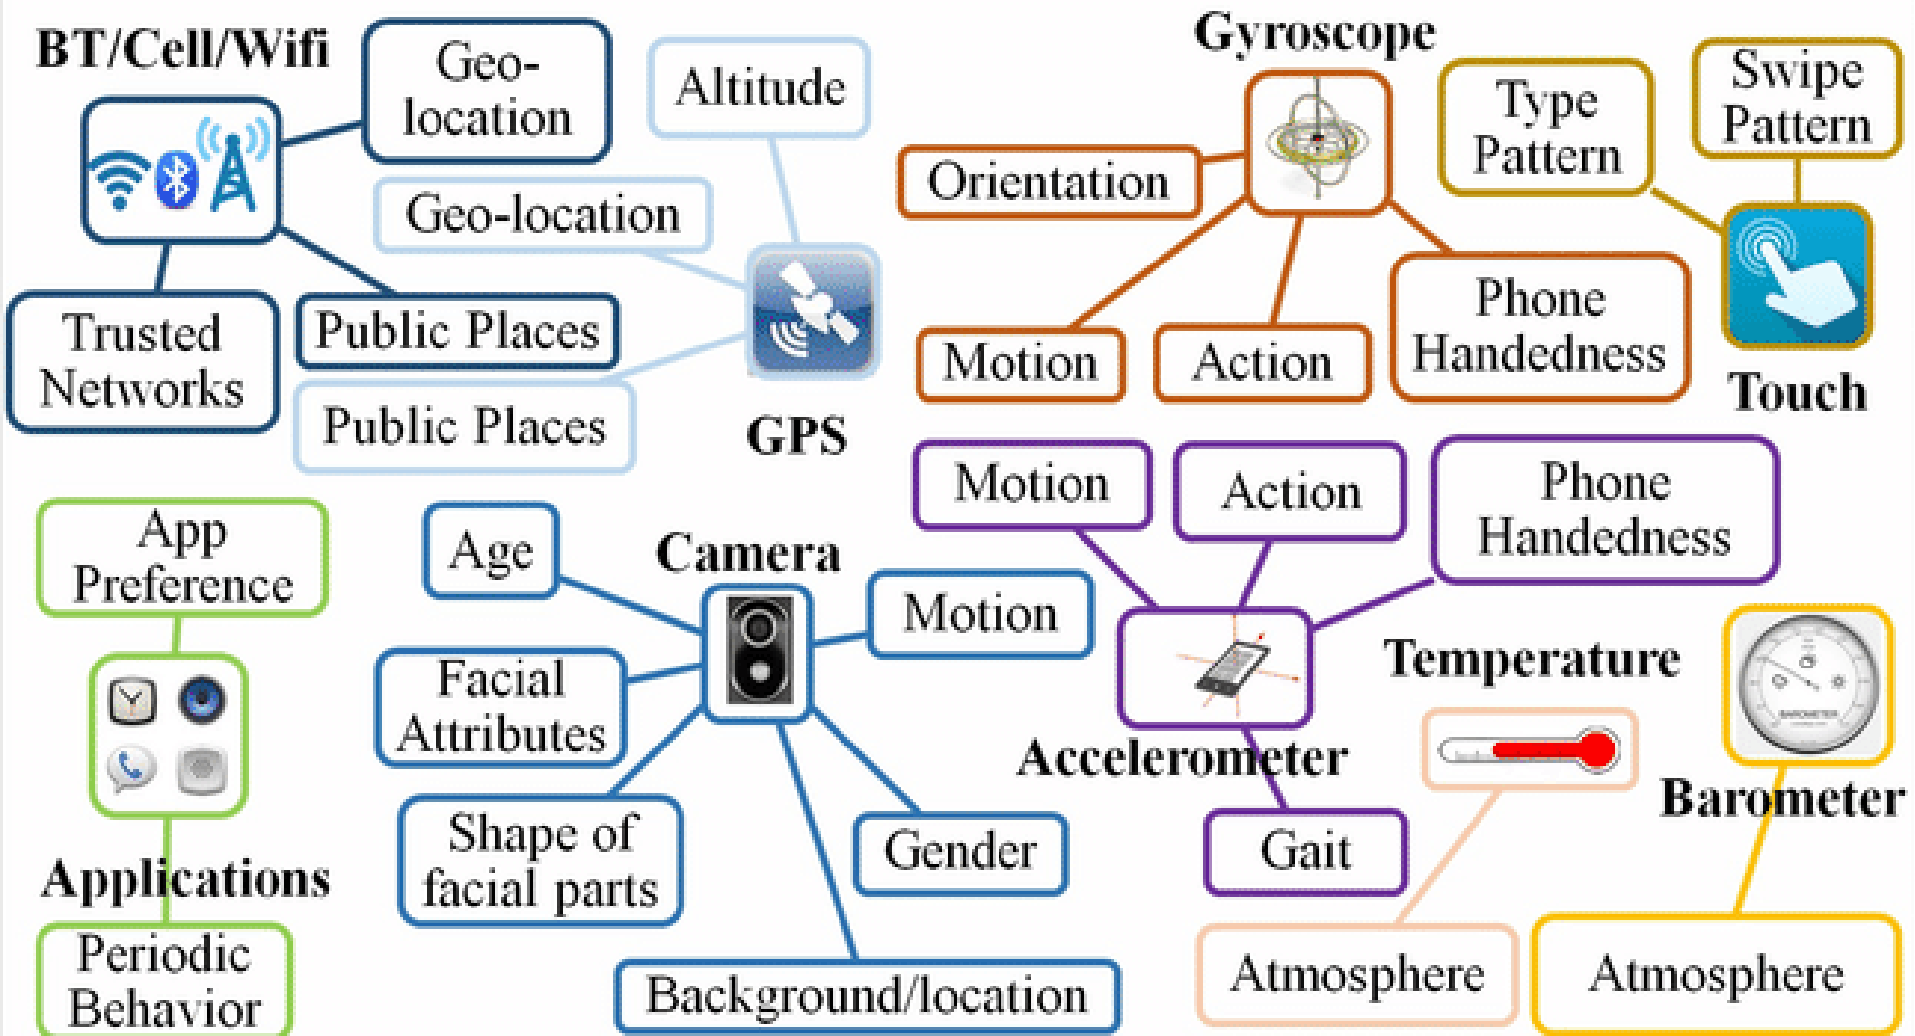 BT/Cell/Wifi
Geo-
location
Altitude
Geo-location
Trusted
Networks
Public Places
Public Places
GPS
Gyroscope
Orientation
Motion
Action
Phone
Handedness
Type
Pattern
Swipe
Pattern
Touch
App
Preference
Applications
Periodic
Behavior
Age
Camera
Motion
Facial
Attributes
Shape of
facial parts
Gender
Background/location
Motion
Action
Phone
Handedness
Accelerometer
Gait
Temperature
Atmosphere
BAROMETER
Barometer
Atmosphere